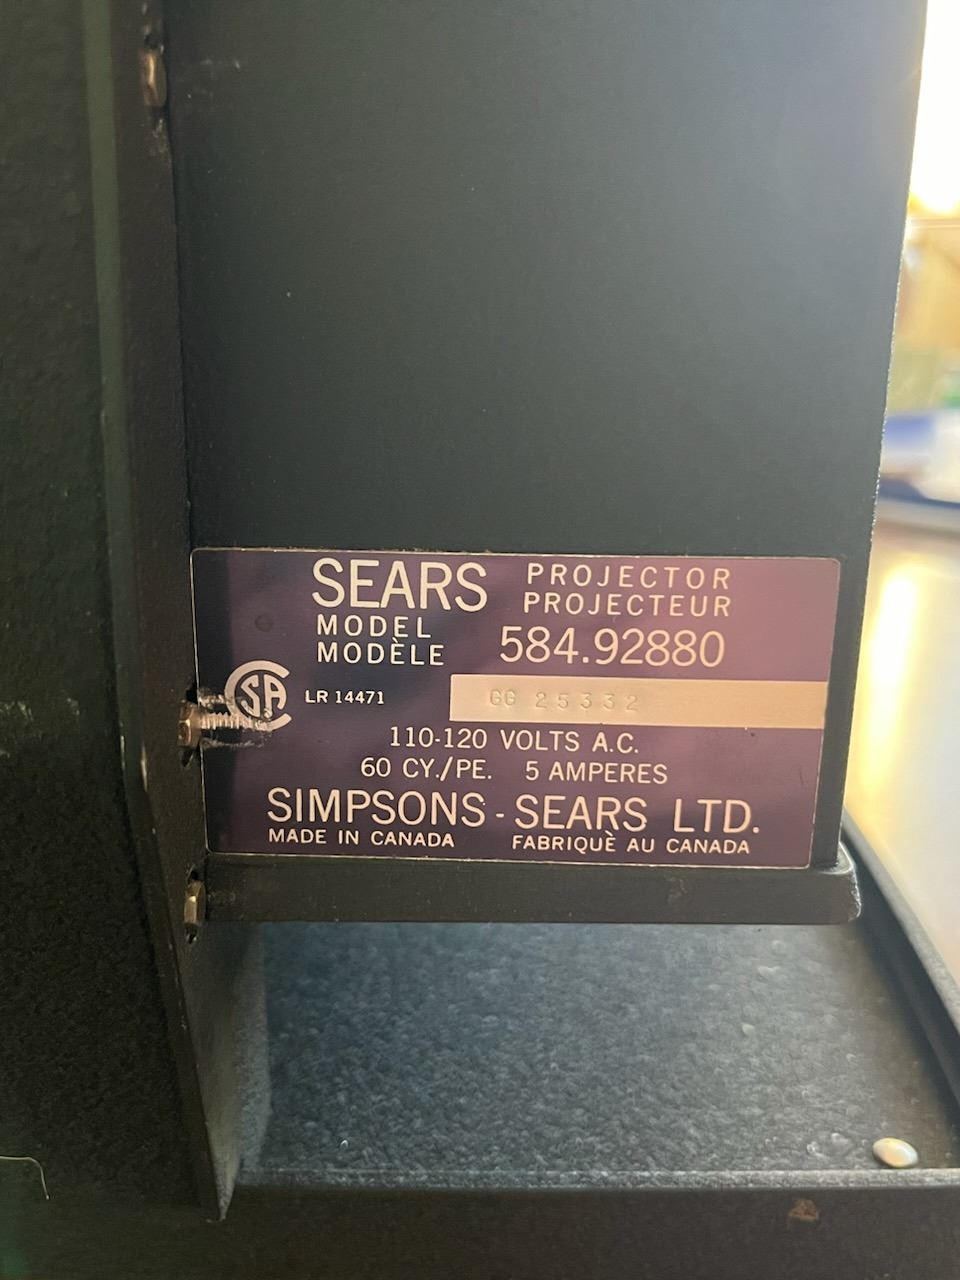 SEARS PROJECTOR
PROJECTEUR
MODEL
MODÈLE 584.92880
CSA LR 14471 GG 25332
110-120 VOLTS A.C.
60 CY./PE. 5 AMPERES
SIMPSONS - SEARS LTD.
MADE IN CANADA FABRIQUÈ AU CANADA